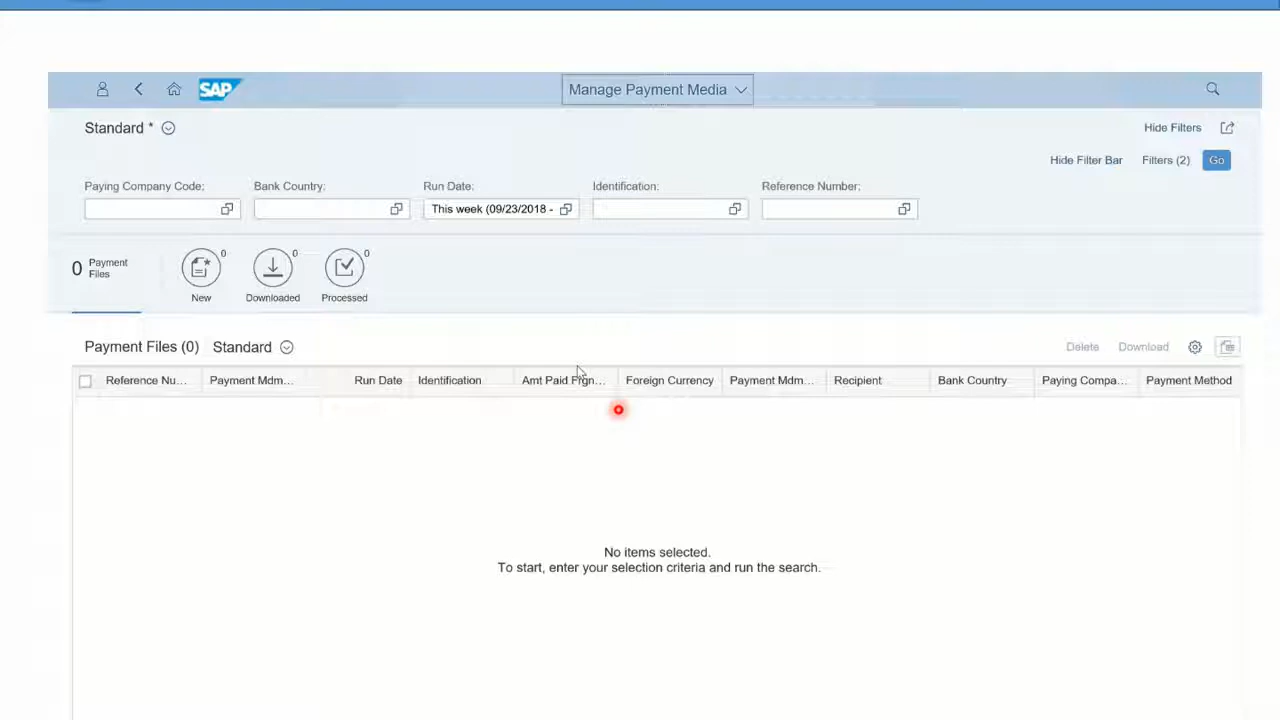 SAP
Manage Payment Media
Standard *
Hide Filters
Hide Filter Bar
Filters (2)
Go
Paying Company Code:
Bank Country:
Run Date:
Identification:
Reference Number:
This week (09/23/2018 -
0
Payment
Files
0
0
0
New
Downloaded
Processed
Payment Files (0)
Standard
Delete
Download
Reference Nu...
Payment Mdm...
Run Date
Identification
Amt Paid Frgn...
Foreign Currency
Payment Mdm...
Recipient
Bank Country
Paying Compa...
Payment Method
No items selected.
To start, enter your selection criteria and run the search.